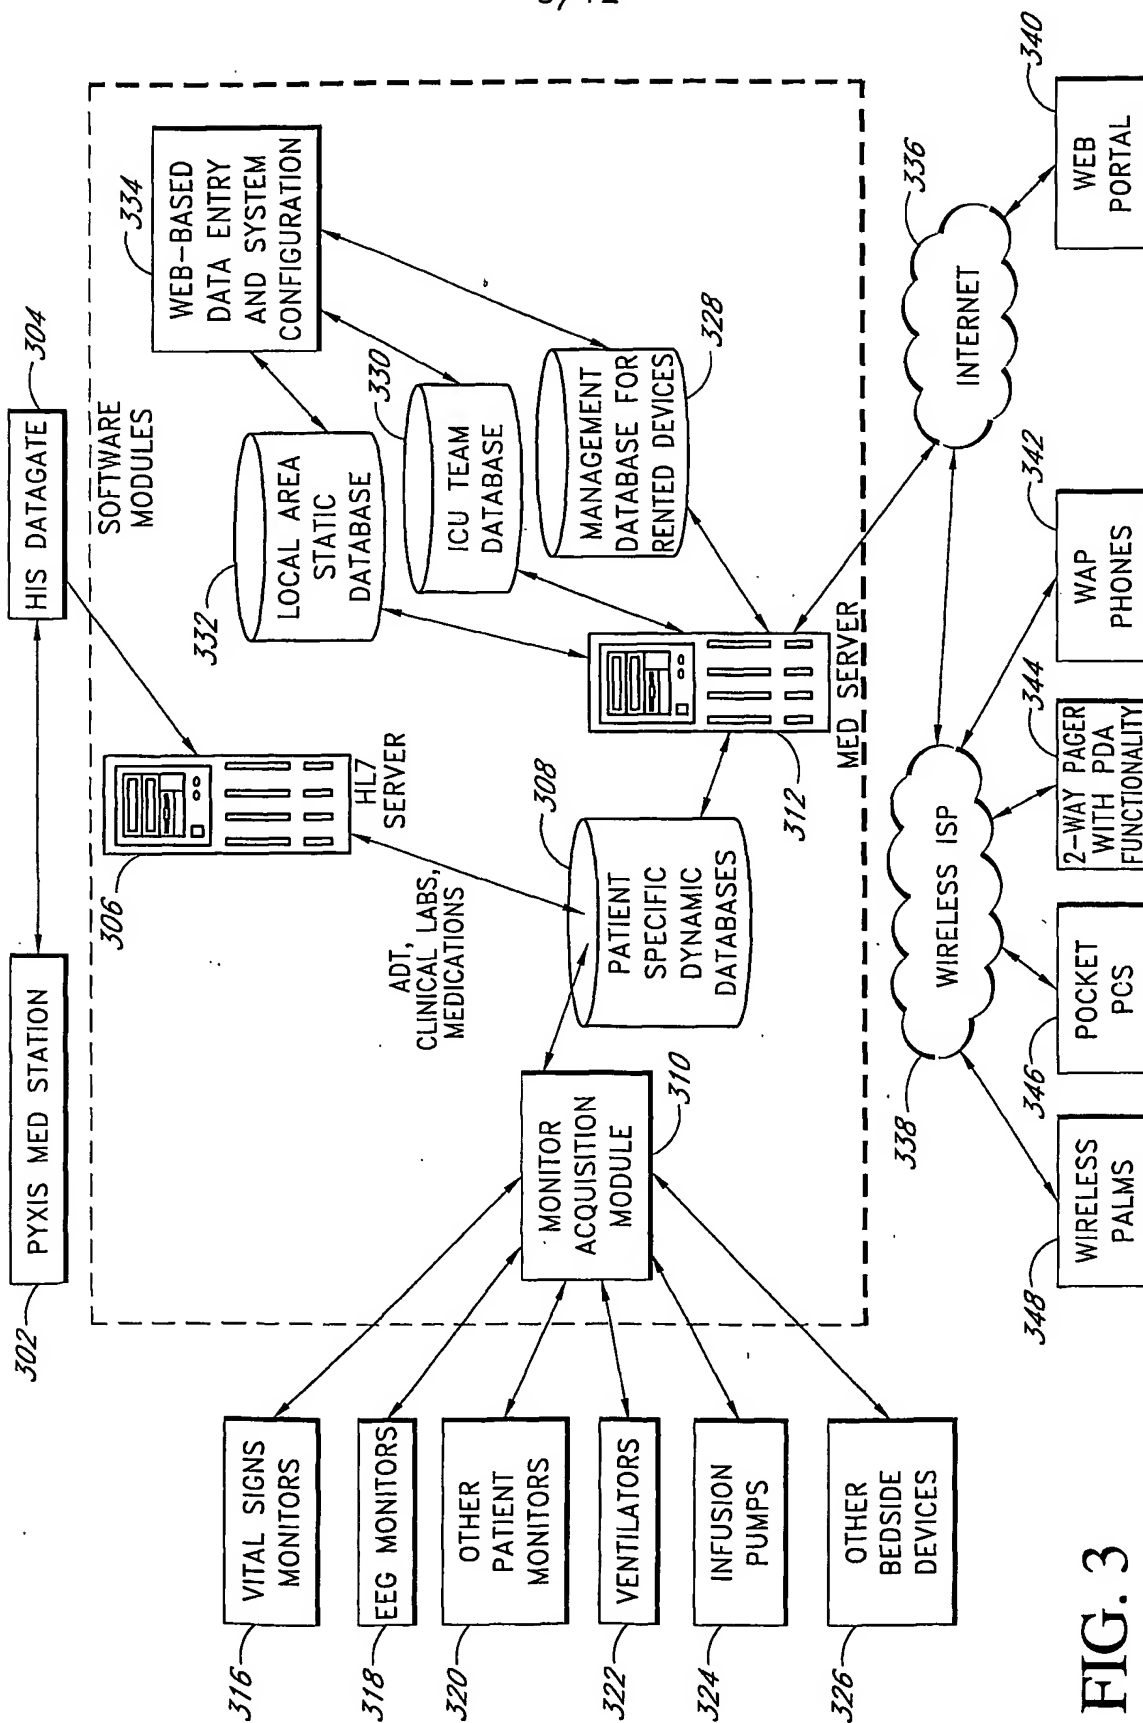 302
PYXIS MED STATION
HIS DATAGATE
304
SOFTWARE
MODULES
306
HL7
SERVER
334
WEB-BASED
DATA ENTRY
AND SYSTEM
CONFIGURATION
332
LOCAL AREA
STATIC
DATABASE
330
ICU TEAM
DATABASE
MANAGEMENT
DATABASE FOR
RENTED DEVICES
328
ADT,
CLINICAL LABS,
MEDICATIONS
308
PATIENT
SPECIFIC
DYNAMIC
DATABASES
312
MED SERVER
MONITOR
ACQUISITION
MODULE
310
316
VITAL SIGNS
MONITORS
318
EEG MONITORS
320
OTHER
PATIENT
MONITORS
322
VENTILATORS
324
INFUSION
PUMPS
326
OTHER
BEDSIDE
DEVICES
338
WIRELESS ISP
INTERNET
336
348
WIRELESS
PALMS
346
POCKET
PCS
344
2-WAY PAGER
WITH PDA
FUNCTIONALITY
342
WAP
PHONES
340
WEB
PORTAL
FIG. 3